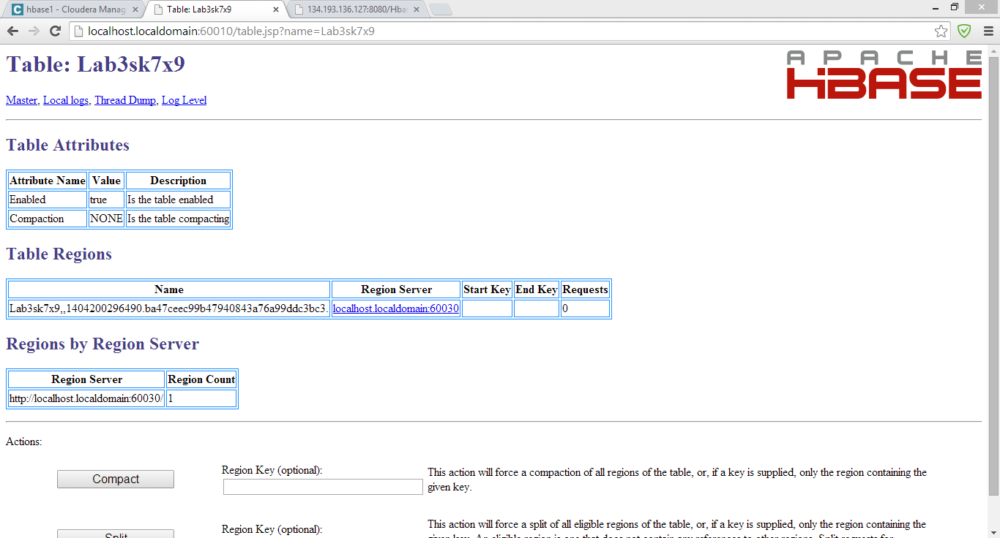 hbase1 - Cloudera Manag
Table: Lab3sk7x9
134.193.136.127:8080/Hba
localhost.localdomain:60010/table.jsp?name=Lab3sk7x9
Table: Lab3sk7x9
APACHE
HBASE
Master, Local logs, Thread Dump, Log Level
Table Attributes
Attribute Name Value Description
Enabled true Is the table enabled
Compaction NONE Is the table compacting
Table Regions
Name Region Server Start Key End Key Requests
Lab3sk7x9,,1404200296490.ba47ceec99b47940843a76a99ddc3bc3. localhost.localdomain:60030 0
Regions by Region Server
Region Server Region Count
http://localhost.localdomain:60030/ 1
Actions:
Compact
Region Key (optional):
This action will force a compaction of all regions of the table, or, if a key is supplied, only the region containing the
given key.
Split
Region Key (optional):
This action will force a split of all eligible regions of the table, or, if a key is supplied, only the region containing the
given key. An eligible region is one that does not contain any references to other regions. Split requests for